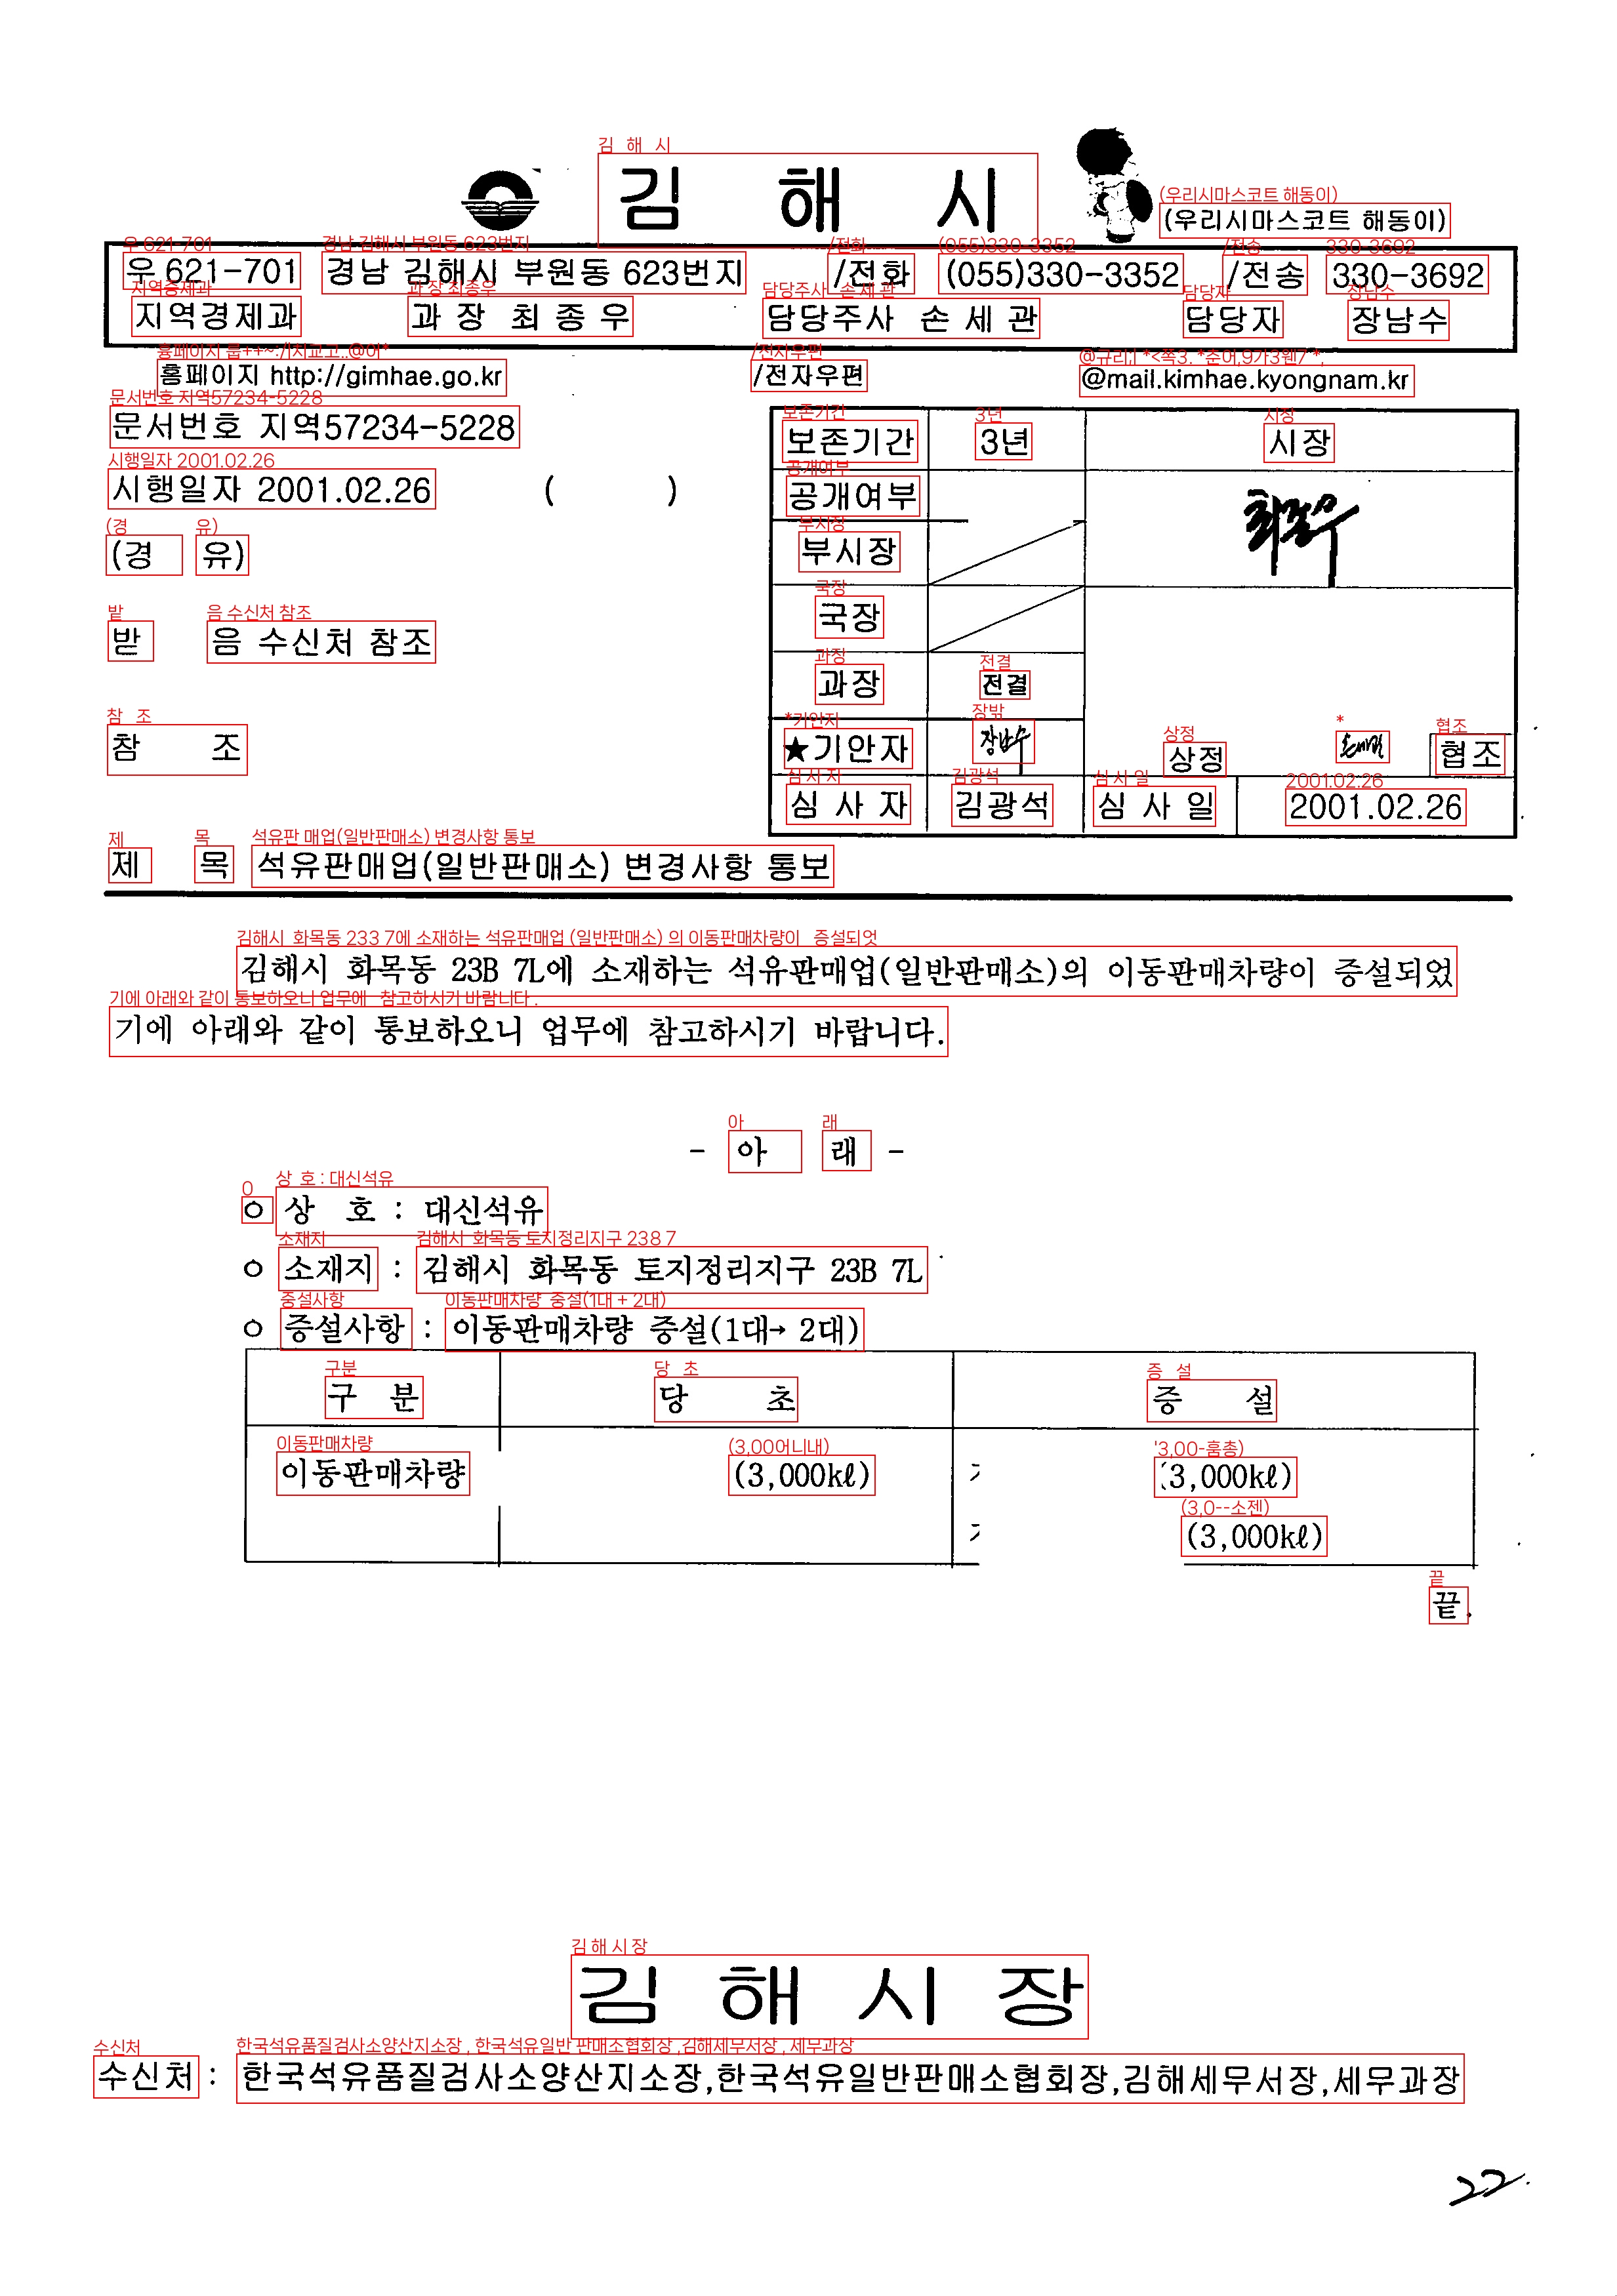 김 해 시
(우리시마스코트 해동이)
우 621-701 경남 김해시 부원동 623번지 /전화 (055)330-3352 /전송 330-3692
지역경제과 과 장 최 종 우 담당주사 손 세 관 담당자 장남수
홈페이지 http://gimhae.go.kr /전자우편 @mail.kimhae.kyongnam.kr
문서번호 지역57234-5228
시행일자 2001.02.26 ( )
(경 유)
받 음 수신처 참조
참 조
보존기간 3년 시장
공개여부
부시장
국장
과장 전결
★기안자 장남수 상정 협조
심 사 자 김광석 심 사 일 2001.02.26
제 목 석유판매업(일반판매소) 변경사항 통보
김해시 화목동 23B 7L에 소재하는 석유판매업(일반판매소)의 이동판매차량이 증설되었
기에 아래와 같이 통보하오니 업무에 참고하시기 바랍니다.
- 아 래 -
ㅇ 상 호 : 대신석유
ㅇ 소재지 : 김해시 화목동 토지정리지구 23B 7L
ㅇ 증설사항 : 이동판매차량 증설(1대→ 2대)
구 분 당 초 증 설
이동판매차량 (3,000kℓ) (3,000kℓ)
(3,000kℓ)
끝.
김 해 시 장
수신처 : 한국석유품질검사소양산지소장,한국석유일반판매소협회장,김해세무서장,세무과장
22.